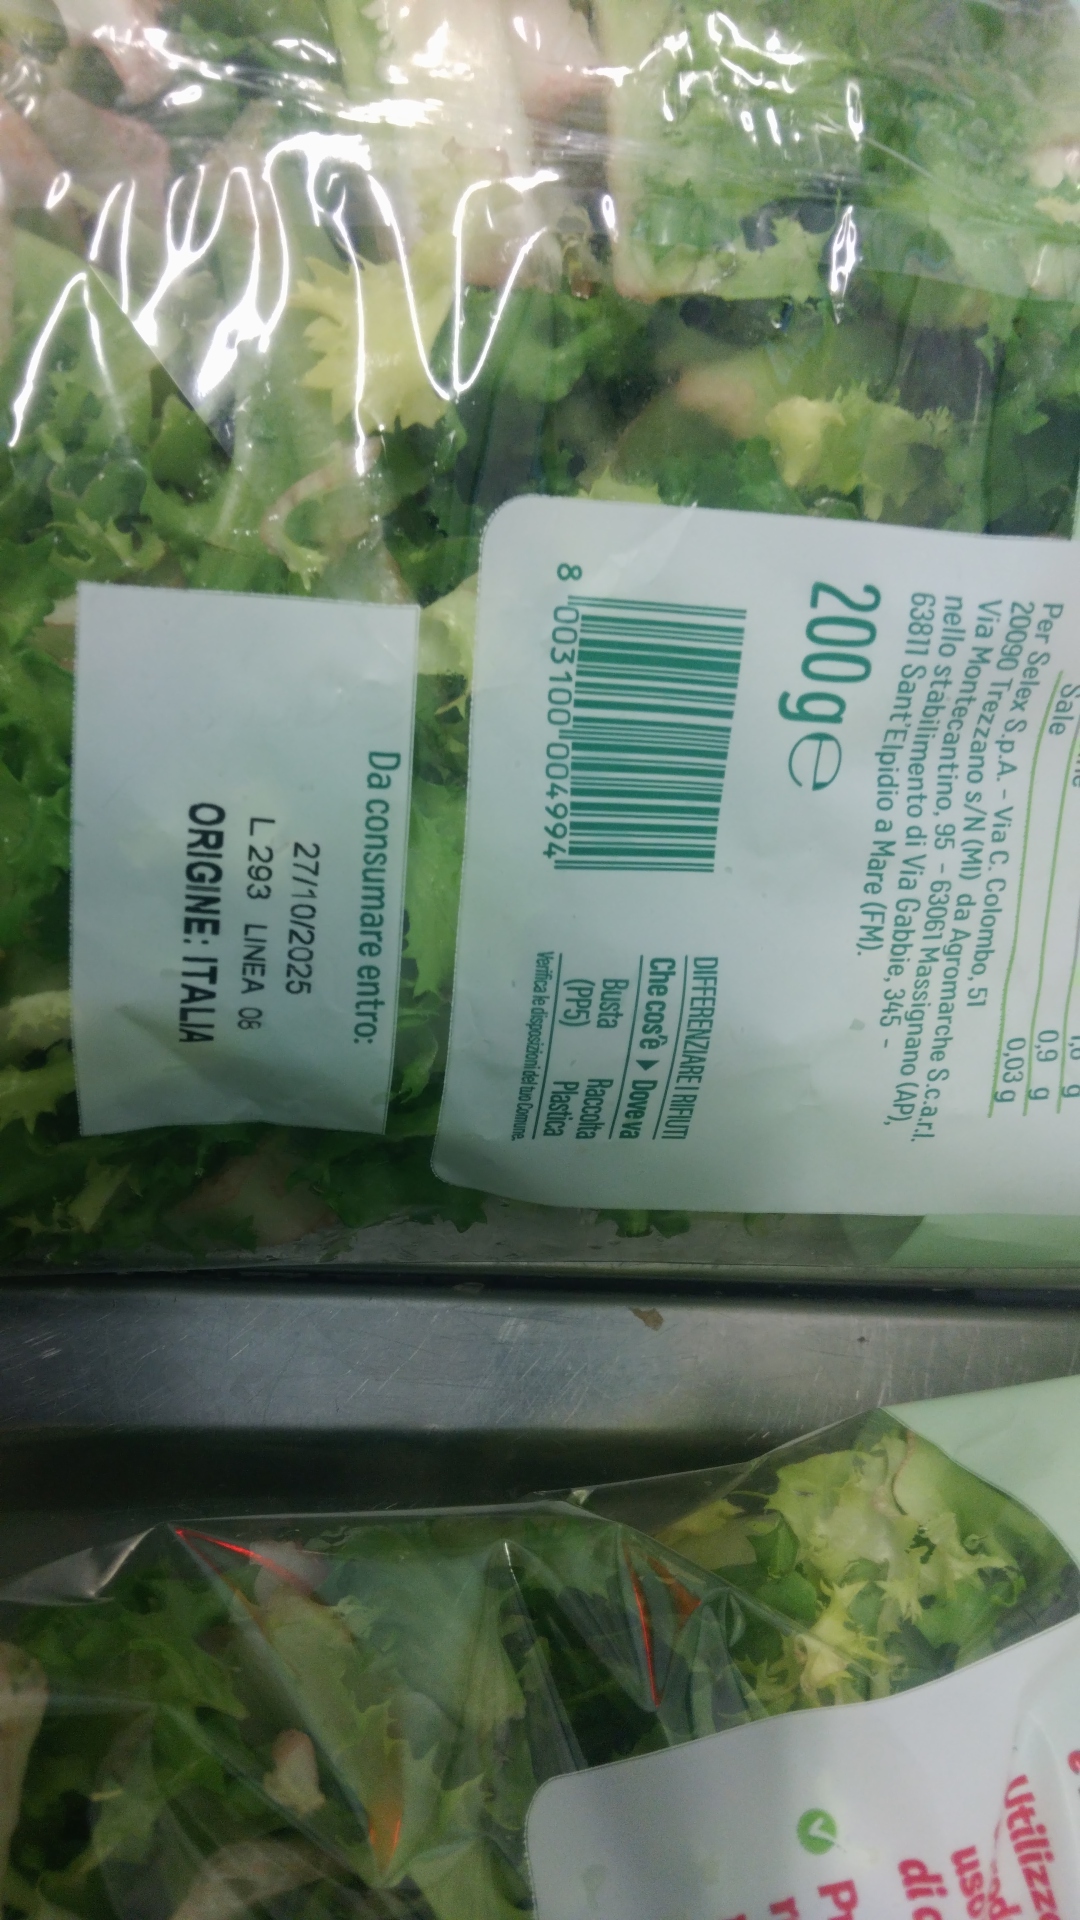 Sale
0,9 g
0,03 g
Per Selex S.p.A. - Via C. Colombo, 51
20090 Trezzano s/N (MI) da Agromarche S.c.a.r.l.
Via Montecantino, 95 - 63061 Massignano (AP),
nello stabilimento di Via Gabbie, 345 -
63811 Sant'Elpidio a Mare (FM).
200g℮
8 003100 004994
DIFFERENZIARE RIFIUTI
Che cos'è ▸ Dove va
Busta Raccolta
(PP5) Plastica
Verifica le disposizioni del tuo Comune.
Da consumare entro:
27/10/2025
L 293 LINEA 08
ORIGINE: ITALIA